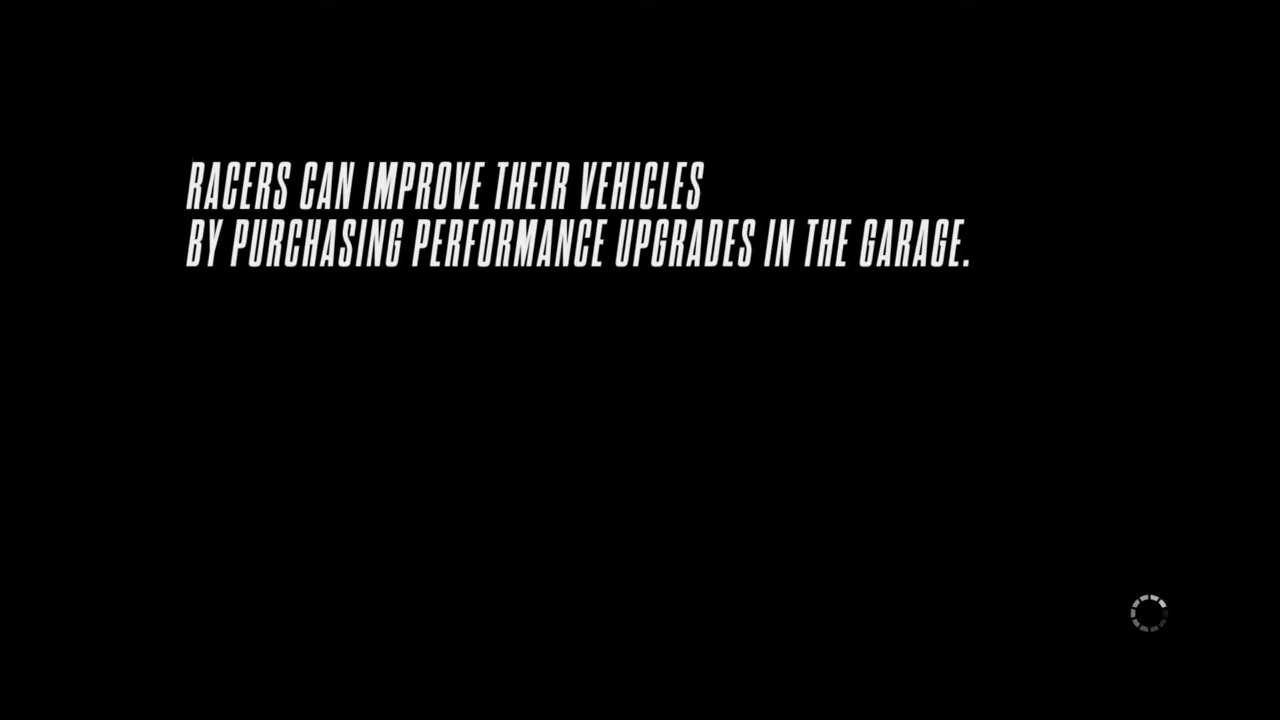 RACERS CAN IMPROVE THEIR VEHICLES
BY PURCHASING PERFORMANCE UPGRADES IN THE GARAGE.